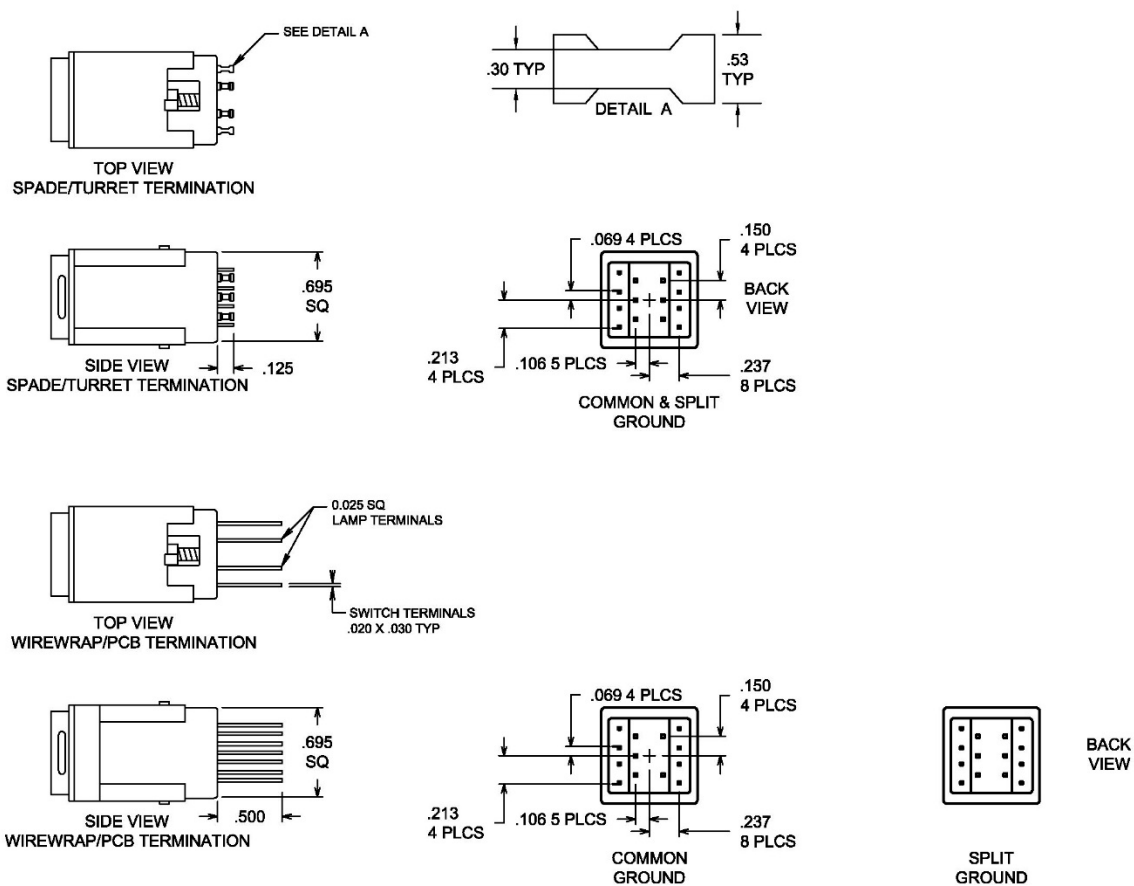 SEE DETAIL A
.30 TYP
.53
TYP
DETAIL A
TOP VIEW
SPADE/TURRET TERMINATION
.069 4 PLCS
.150
4 PLCS
.695
SQ
BACK
VIEW
SIDE VIEW
SPADE/TURRET TERMINATION
.125
.213
4 PLCS
.106 5 PLCS
.237
8 PLCS
COMMON & SPLIT
GROUND
0.025 SQ
LAMP TERMINALS
TOP VIEW
WIREWRAP/PCB TERMINATION
SWITCH TERMINALS
.020 X .030 TYP
.069 4 PLCS
.150
4 PLCS
.695
SQ
BACK
VIEW
SIDE VIEW
WIREWRAP/PCB TERMINATION
.500
.213
4 PLCS
.106 5 PLCS
.237
8 PLCS
COMMON
GROUND
SPLIT
GROUND